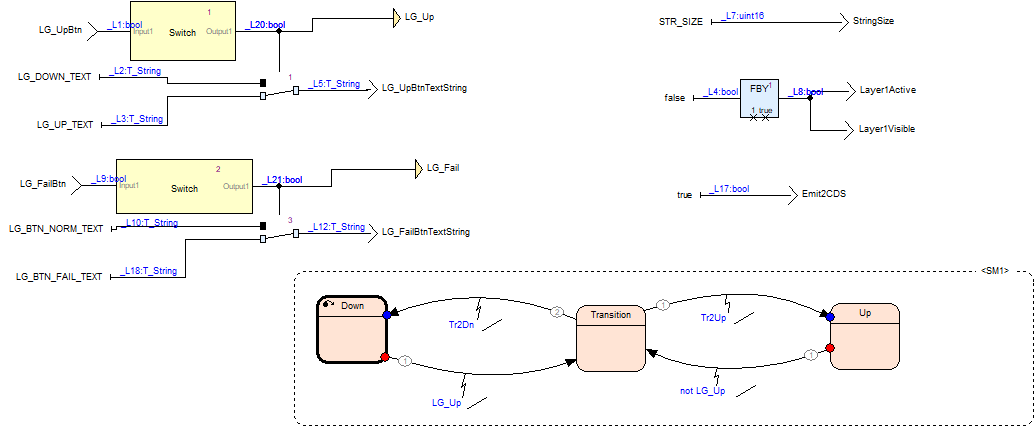 LG_UpBtn
_L1:bool
Input1
1
Switch
Output1
_L20:bool
LG_Up
LG_DOWN_TEXT
_L2:T_String
1
_L5:T_String
LG_UpBtnTextString
LG_UP_TEXT
_L3:T_String
LG_FailBtn
_L9:bool
Input1
2
Switch
Output1
_L21:bool
LG_Fail
LG_BTN_NORM_TEXT
_L10:T_String
3
_L12:T_String
LG_FailBtnTextString
LG_BTN_FAIL_TEXT
_L18:T_String
STR_SIZE
_L7:uint16
StringSize
false
_L4:bool
FBY
1
1
true
_L8:bool
Layer1Active
Layer1Visible
true
_L17:bool
Emit2CDS
<SM1>
Down
2
Tr2Dn
1
LG_Up
Transition
1
Tr2Up
1
not LG_Up
Up